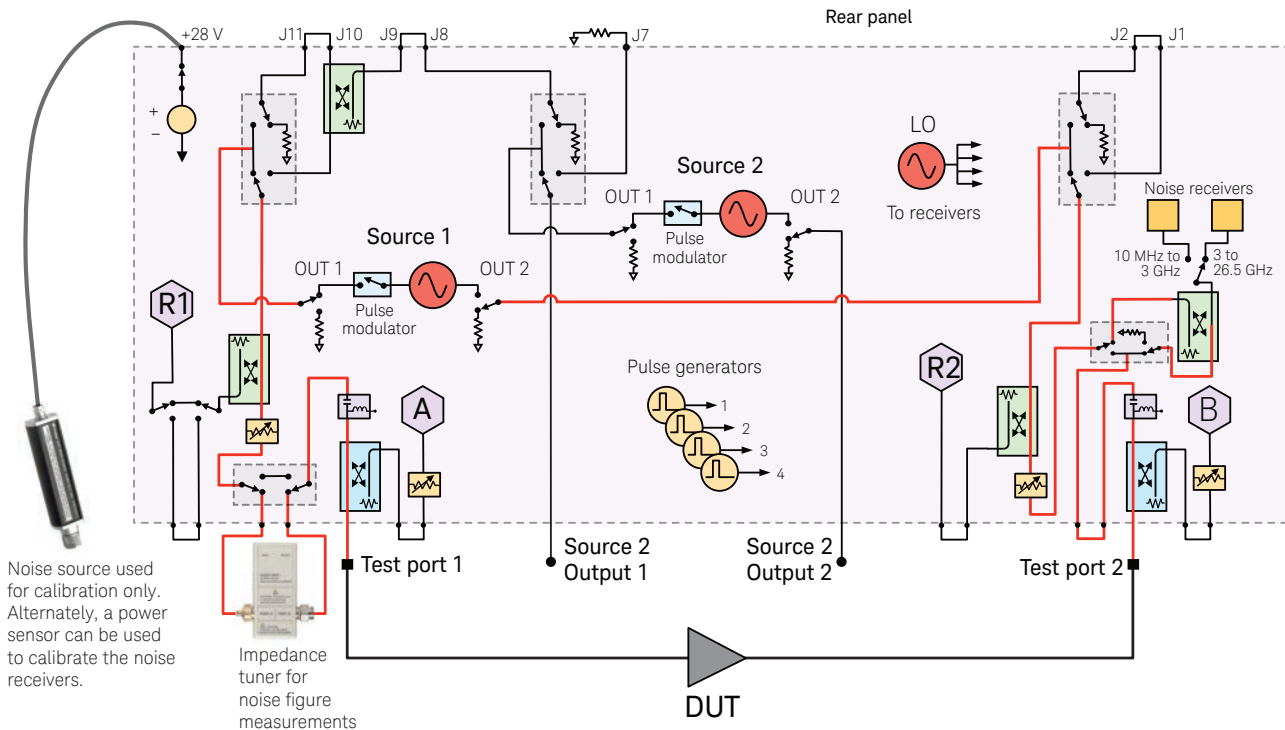 Rear panel
+28 V
J11
J10
J9
J8
J7
J2
J1
+
–
LO
To receivers
Source 2
OUT 1
OUT 2
Pulse
modulator
Noise receivers
10 MHz to
3 GHz
3 to
26.5 GHz
Source 1
OUT 1
OUT 2
Pulse
modulator
R1
A
Pulse generators
1
2
3
4
R2
B
Test port 1
Source 2
Output 1
Source 2
Output 2
Test port 2
Noise source used
for calibration only.
Alternately, a power
sensor can be used
to calibrate the noise
receivers.
Impedance
tuner for
noise figure
measurements
DUT